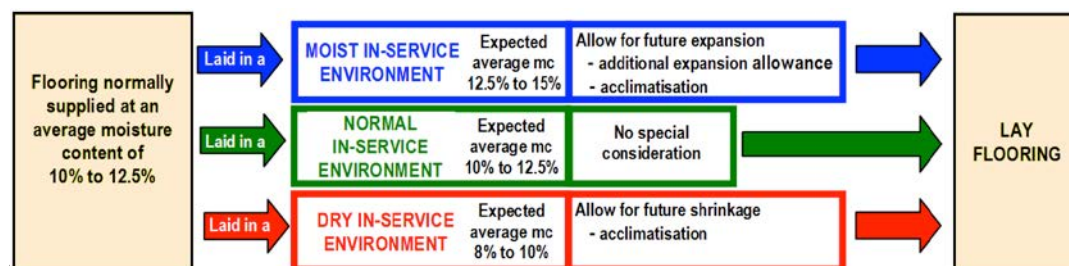 Flooring normally
supplied at an
average moisture
content of
10% to 12.5%
Laid in a
MOIST IN-SERVICE
ENVIRONMENT
Expected
average mc
12.5% to 15%
Allow for future expansion
- additional expansion allowance
- acclimatisation
Laid in a
NORMAL
IN-SERVICE
ENVIRONMENT
Expected
average mc
10% to 12.5%
No special
consideration
Laid in a
DRY IN-SERVICE
ENVIRONMENT
Expected
average mc
8% to 10%
Allow for future shrinkage
- acclimatisation
LAY
FLOORING